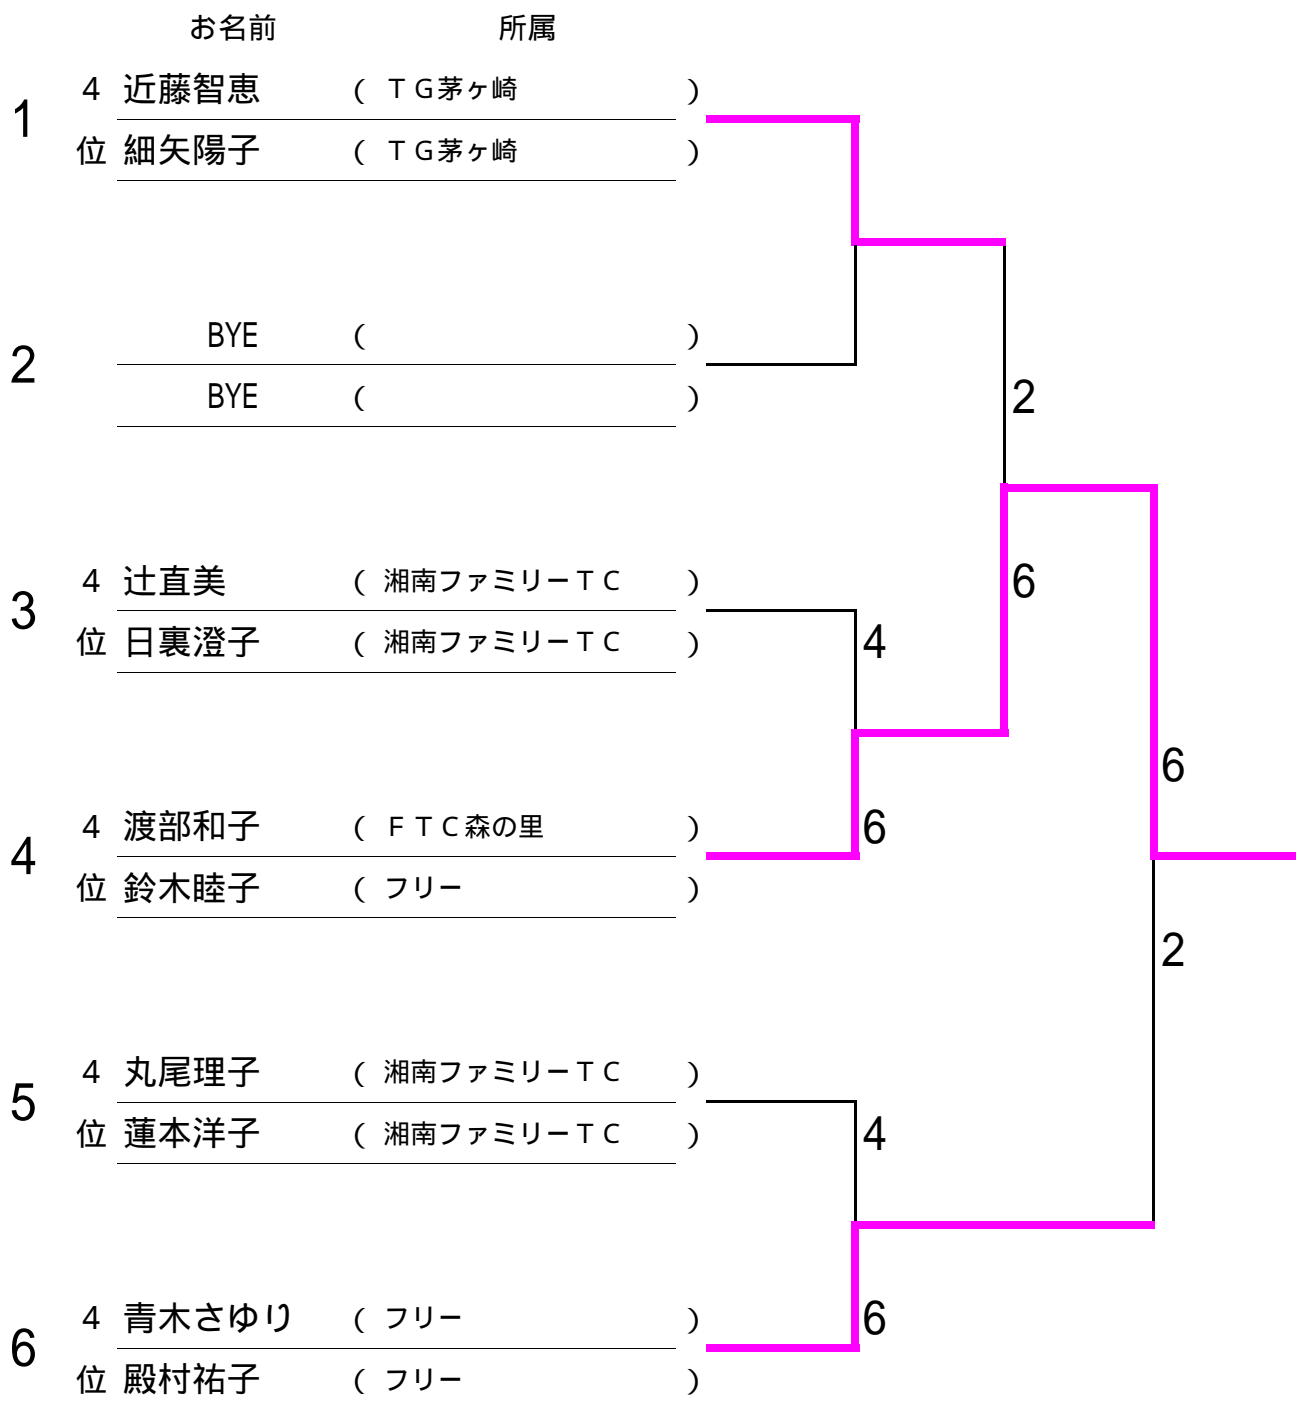 お名前 所属
4 近藤智恵 ( ＴＧ茅ヶ崎 )
1
位 細矢陽子 ( ＴＧ茅ヶ崎 )
BYE ( )
2
BYE ( )
2
4 辻直美 ( 湘南ファミリーＴＣ )
6
3
位 日裏澄子 ( 湘南ファミリーＴＣ )
4
6
4 渡部和子 ( ＦＴＣ森の里 )
6
4
位 鈴木睦子 ( フリー )
2
4 丸尾理子 ( 湘南ファミリーＴＣ )
5
位 蓮本洋子 ( 湘南ファミリーＴＣ )
4
4 青木さゆり ( フリー )
6
6
位 殿村祐子 ( フリー )